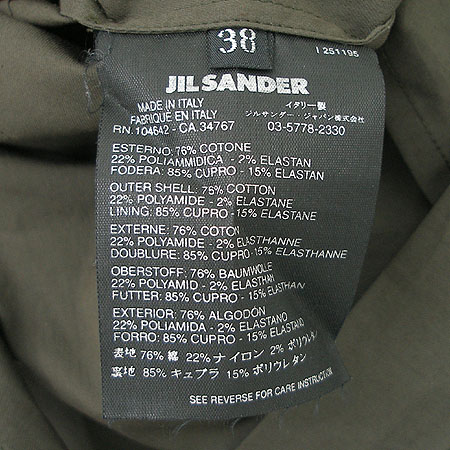 38
I 251195
JIL SANDER
MADE IN ITALY
FABRIQUE EN ITALY
RN. 104642 - CA.34767
イタリー製
ジルサンダー・ジャパン株式会社
03-5778-2330
ESTERNO: 76% COTONE
22% POLIAMMIDICA - 2% ELASTAN
FODERA: 85% CUPRO - 15% ELASTAN
OUTER SHELL: 76% COTTON
22% POLYAMIDE - 2% ELASTANE
LINING: 85% CUPRO - 15% ELASTANE
EXTERNE: 76% COTON
22% POLYAMIDE - 2% ELASTHANNE
DOUBLURE: 85% CUPRO - 15% ELASTHANNE
OBERSTOFF: 76% BAUMWOLLE
22% POLYAMID - 2% ELASTHAN
FUTTER: 85% CUPRO - 15% ELASTHAN
EXTERIOR: 76% ALGODÓN
22% POLIAMIDA - 2% ELASTANO
FORRO: 85% CUPRO - 15% ELASTANO
表地 76% 綿 22% ナイロン 2% ポリウレタン
裏地 85% キュプラ 15% ポリウレタン
SEE REVERSE FOR CARE INSTRUCTION